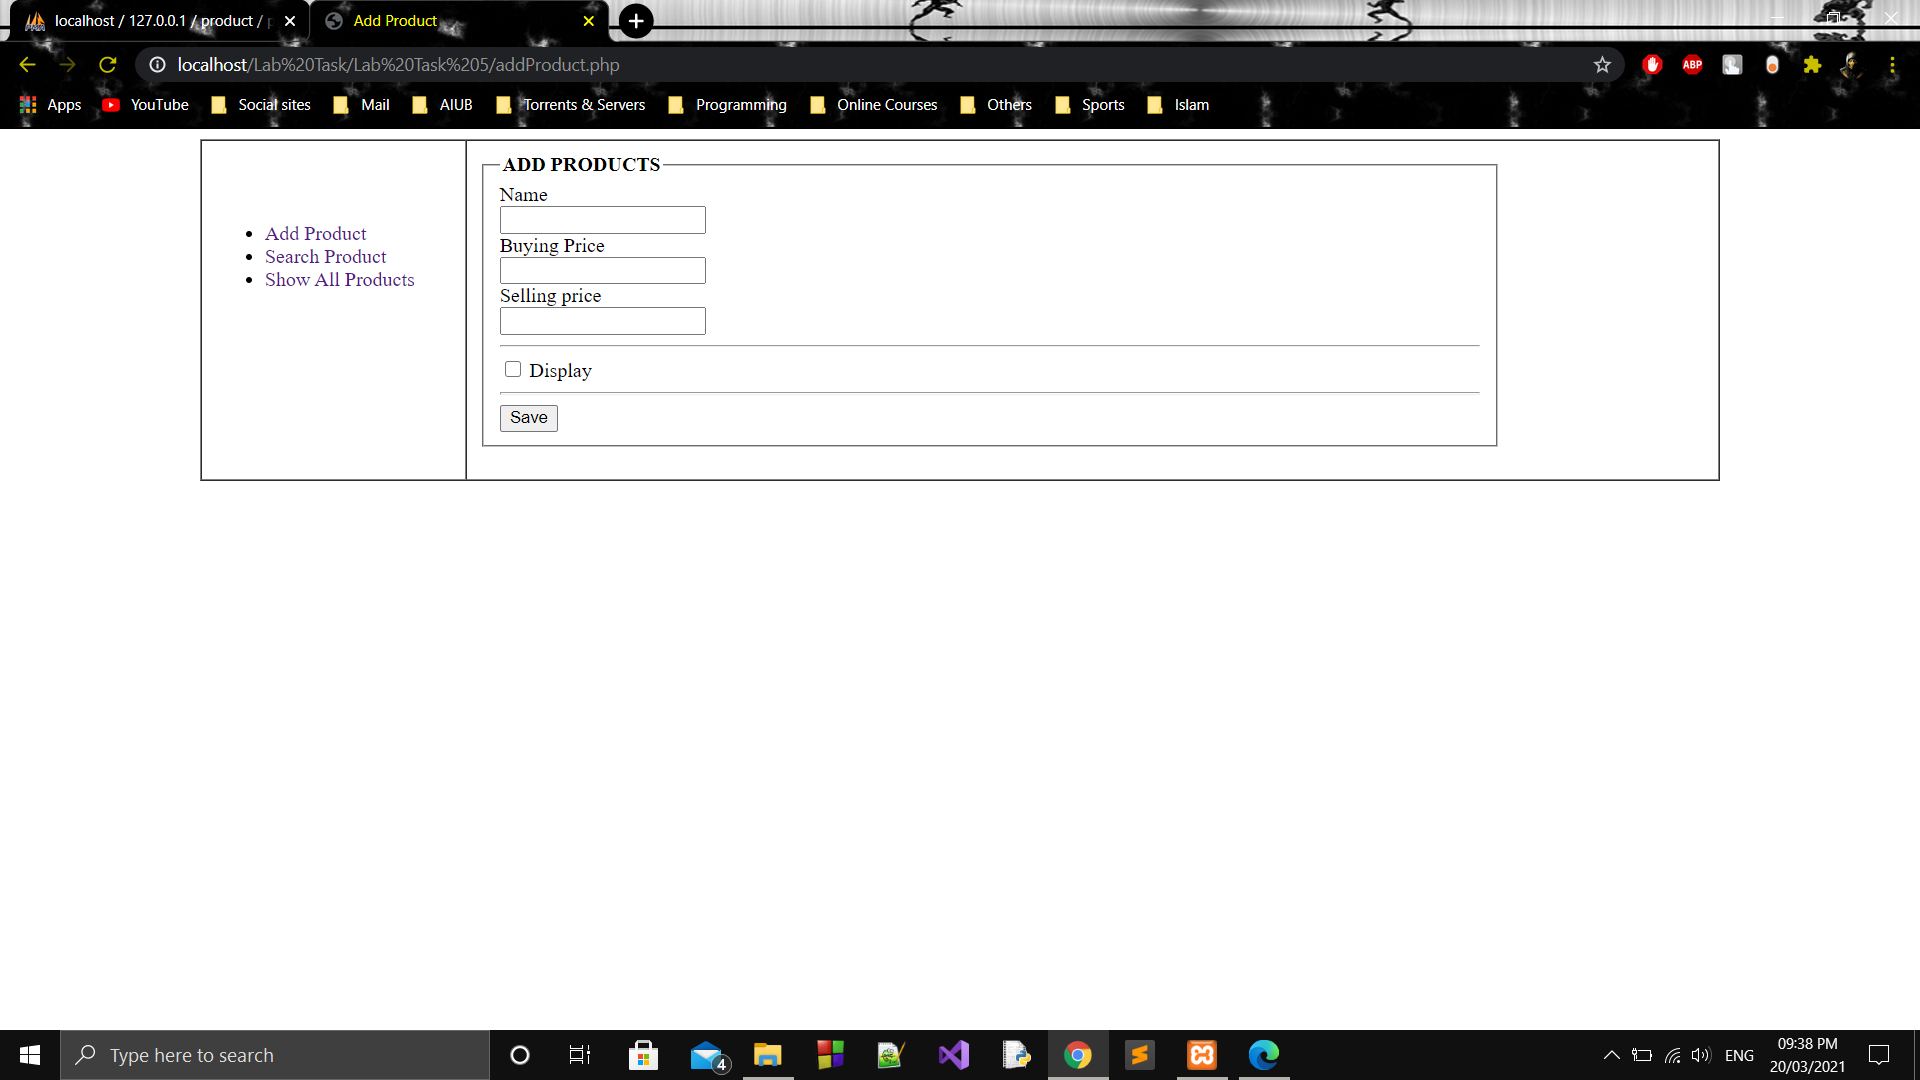 localhost / 127.0.0.1 / product /
Add Product
localhost/Lab%20Task/Lab%20Task%205/addProduct.php
ABP
Apps YouTube Social sites Mail AIUB Torrents & Servers Programming Online Courses Others Sports Islam
Add Product
Search Product
Show All Products
ADD PRODUCTS
Name
Buying Price
Selling price
Display
Save
Type here to search
4
ENG
09:38 PM
20/03/2021